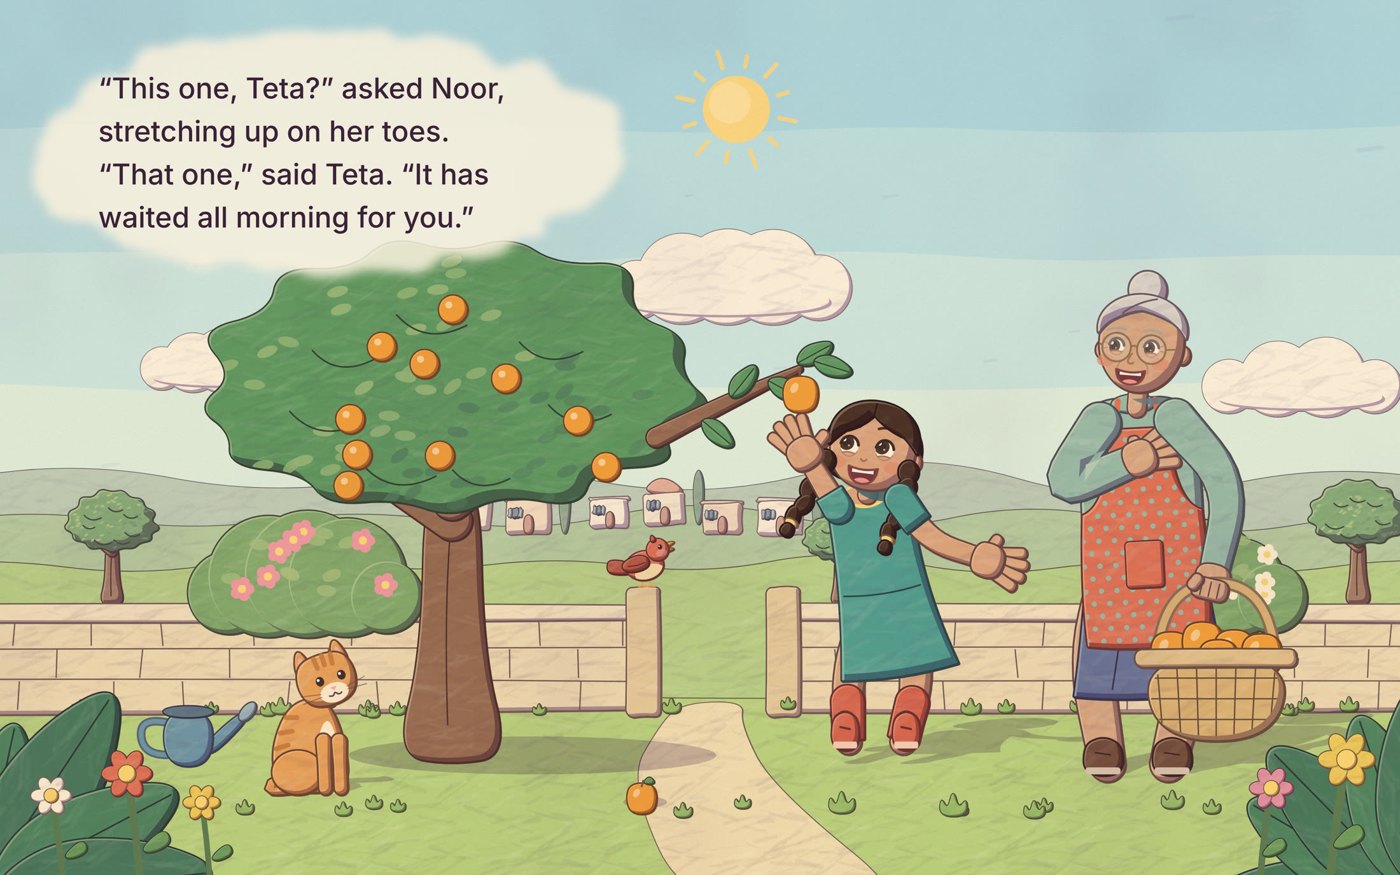 “This one, Teta?” asked Noor,
stretching up on her toes.
“That one,” said Teta. “It has
waited all morning for you.”